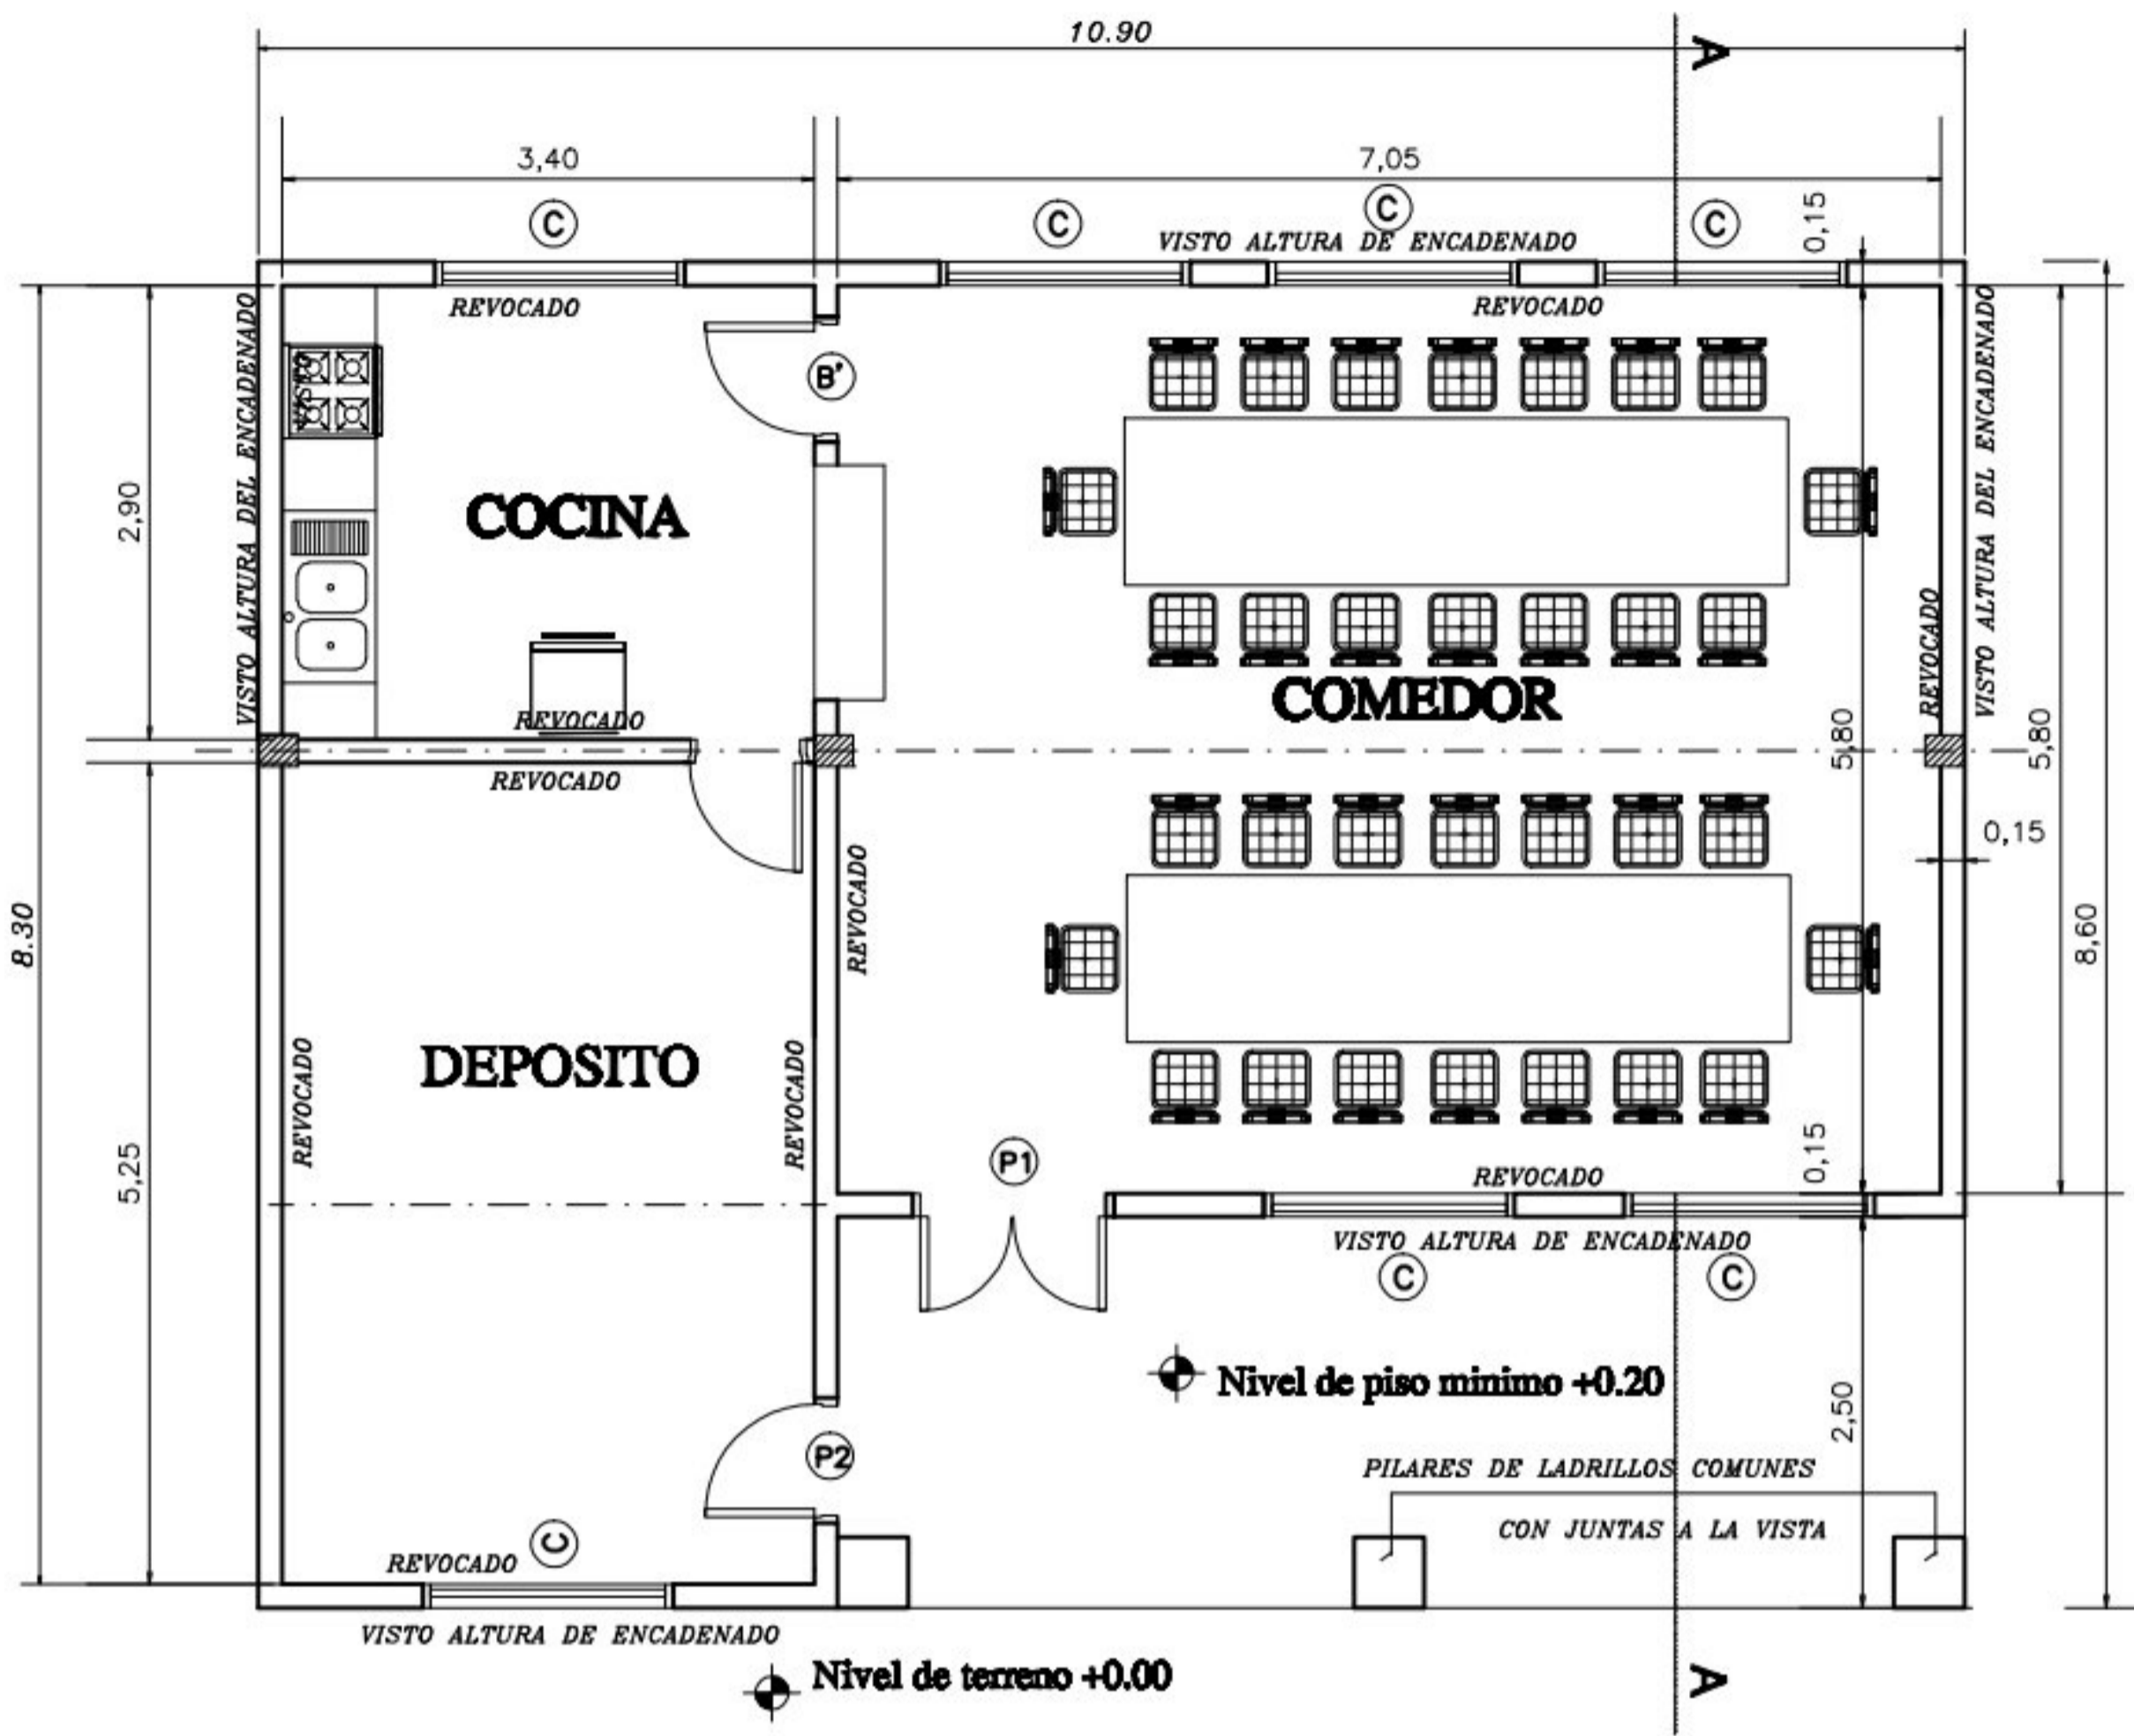 10.90
A
3,40
7,05
0,15
C
C
C
C
VISTO ALTURA DE ENCADENADO
REVOCADO
REVOCADO
VISTO ALTURA DEL ENCADENADO
VISTO
B'
VISTO ALTURA DEL ENCADENADO
2,90
COCINA
REVOCADO
COMEDOR
REVOCADO
5,80
5,80
REVOCADO
0,15
REVOCADO
8.30
8,60
DEPOSITO
REVOCADO
REVOCADO
5,25
P1
0,15
REVOCADO
VISTO ALTURA DE ENCADENADO
C
C
Nivel de piso minimo +0.20
2,50
P2
PILARES DE LADRILLOS COMUNES
CON JUNTAS A LA VISTA
REVOCADO
C
VISTO ALTURA DE ENCADENADO
Nivel de terreno +0.00
A